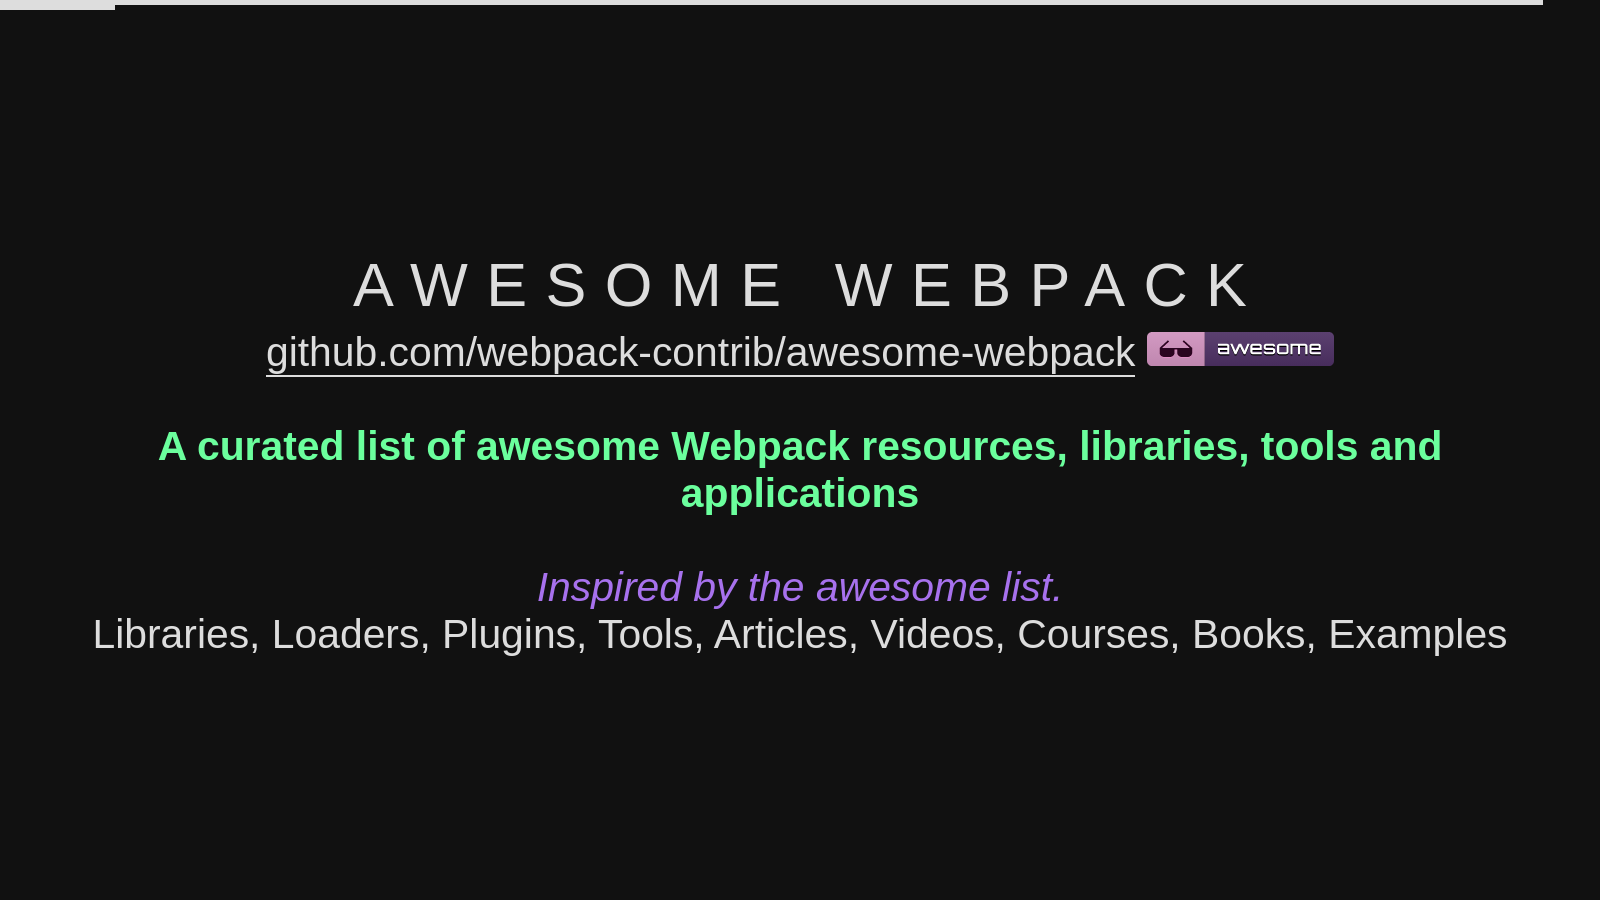 AWESOME WEBPACK
github.com/webpack-contrib/awesome-webpack awesome
A curated list of awesome Webpack resources, libraries, tools and
applications
Inspired by the awesome list.
Libraries, Loaders, Plugins, Tools, Articles, Videos, Courses, Books, Examples